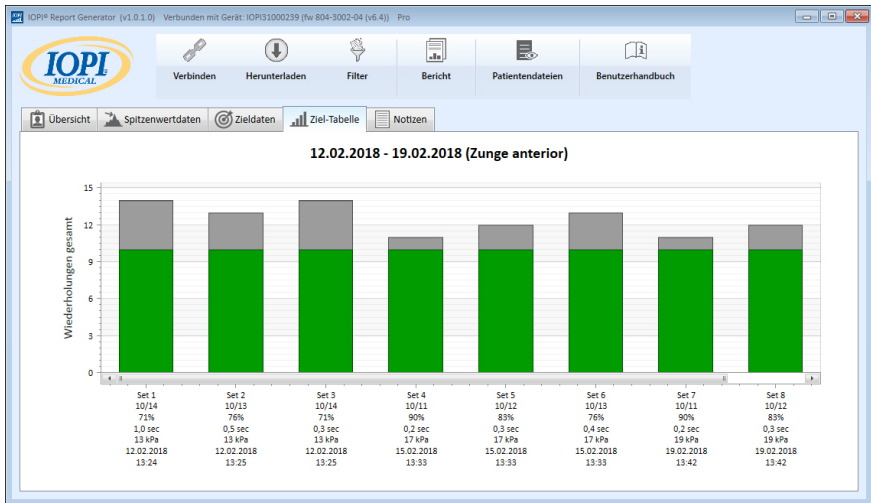 IOPI® Report Generator (v1.0.1.0) Verbunden mit Gerät: IOPI31000239 (fw 804-3002-04 (v6.4)) Pro
IOPI®
MEDICAL
Verbinden Herunterladen Filter Bericht Patientendateien Benutzerhandbuch
Übersicht Spitzenwertdaten Zieldaten Ziel-Tabelle Notizen
12.02.2018 - 19.02.2018 (Zunge anterior)
Wiederholungen gesamt
15
12
9
6
3
0
Set 1 Set 2 Set 3 Set 4 Set 5 Set 6 Set 7 Set 8
10/14 10/13 10/14 10/11 10/12 10/13 10/11 10/12
71% 76% 71% 90% 83% 76% 90% 83%
1,0 sec 0,5 sec 0,3 sec 0,2 sec 0,3 sec 0,4 sec 0,2 sec 0,3 sec
13 kPa 13 kPa 13 kPa 17 kPa 17 kPa 17 kPa 19 kPa 19 kPa
12.02.2018 12.02.2018 12.02.2018 15.02.2018 15.02.2018 15.02.2018 19.02.2018 19.02.2018
13:24 13:25 13:25 13:33 13:33 13:33 13:42 13:42